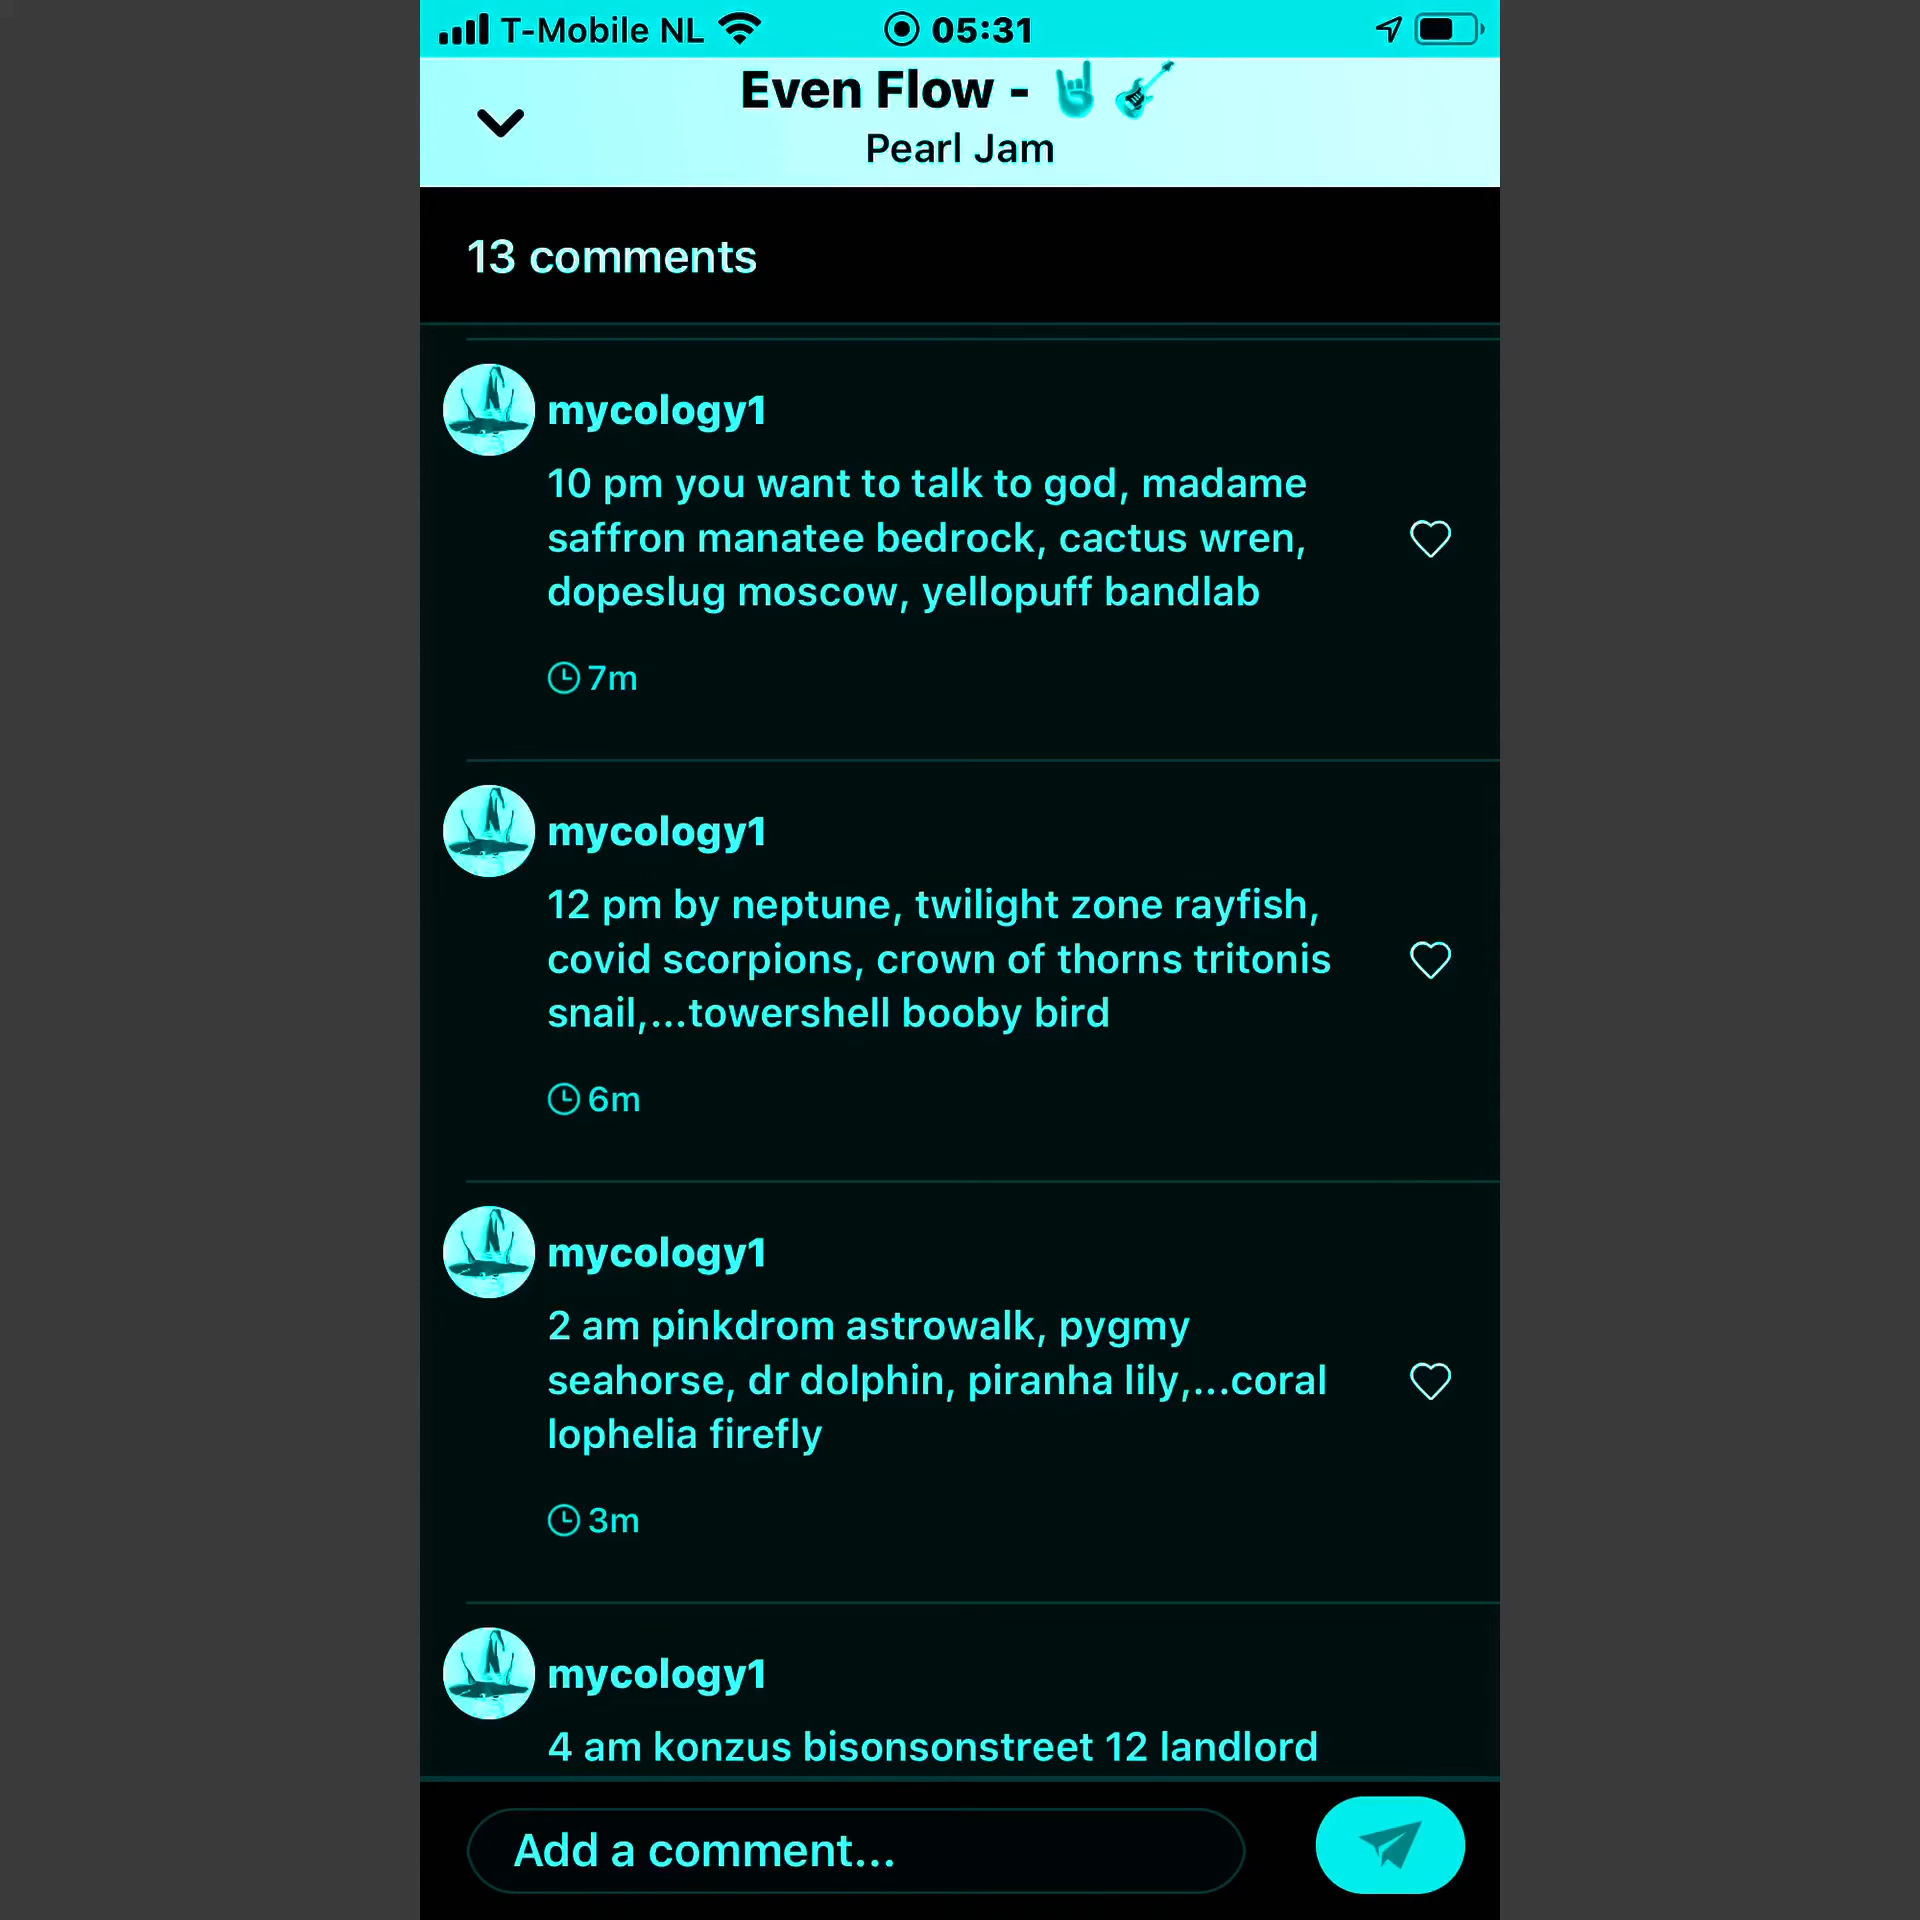 T-Mobile NL 05:31
Even Flow - 🤘🎸
Pearl Jam
13 comments
mycology1
10 pm you want to talk to god, madame
saffron manatee bedrock, cactus wren,
dopeslug moscow, yellopuff bandlab
7m
mycology1
12 pm by neptune, twilight zone rayfish,
covid scorpions, crown of thorns tritonis
snail,...towershell booby bird
6m
mycology1
2 am pinkdrom astrowalk, pygmy
seahorse, dr dolphin, piranha lily,...coral
lophelia firefly
3m
mycology1
4 am konzus bisonsonstreet 12 landlord
Add a comment...